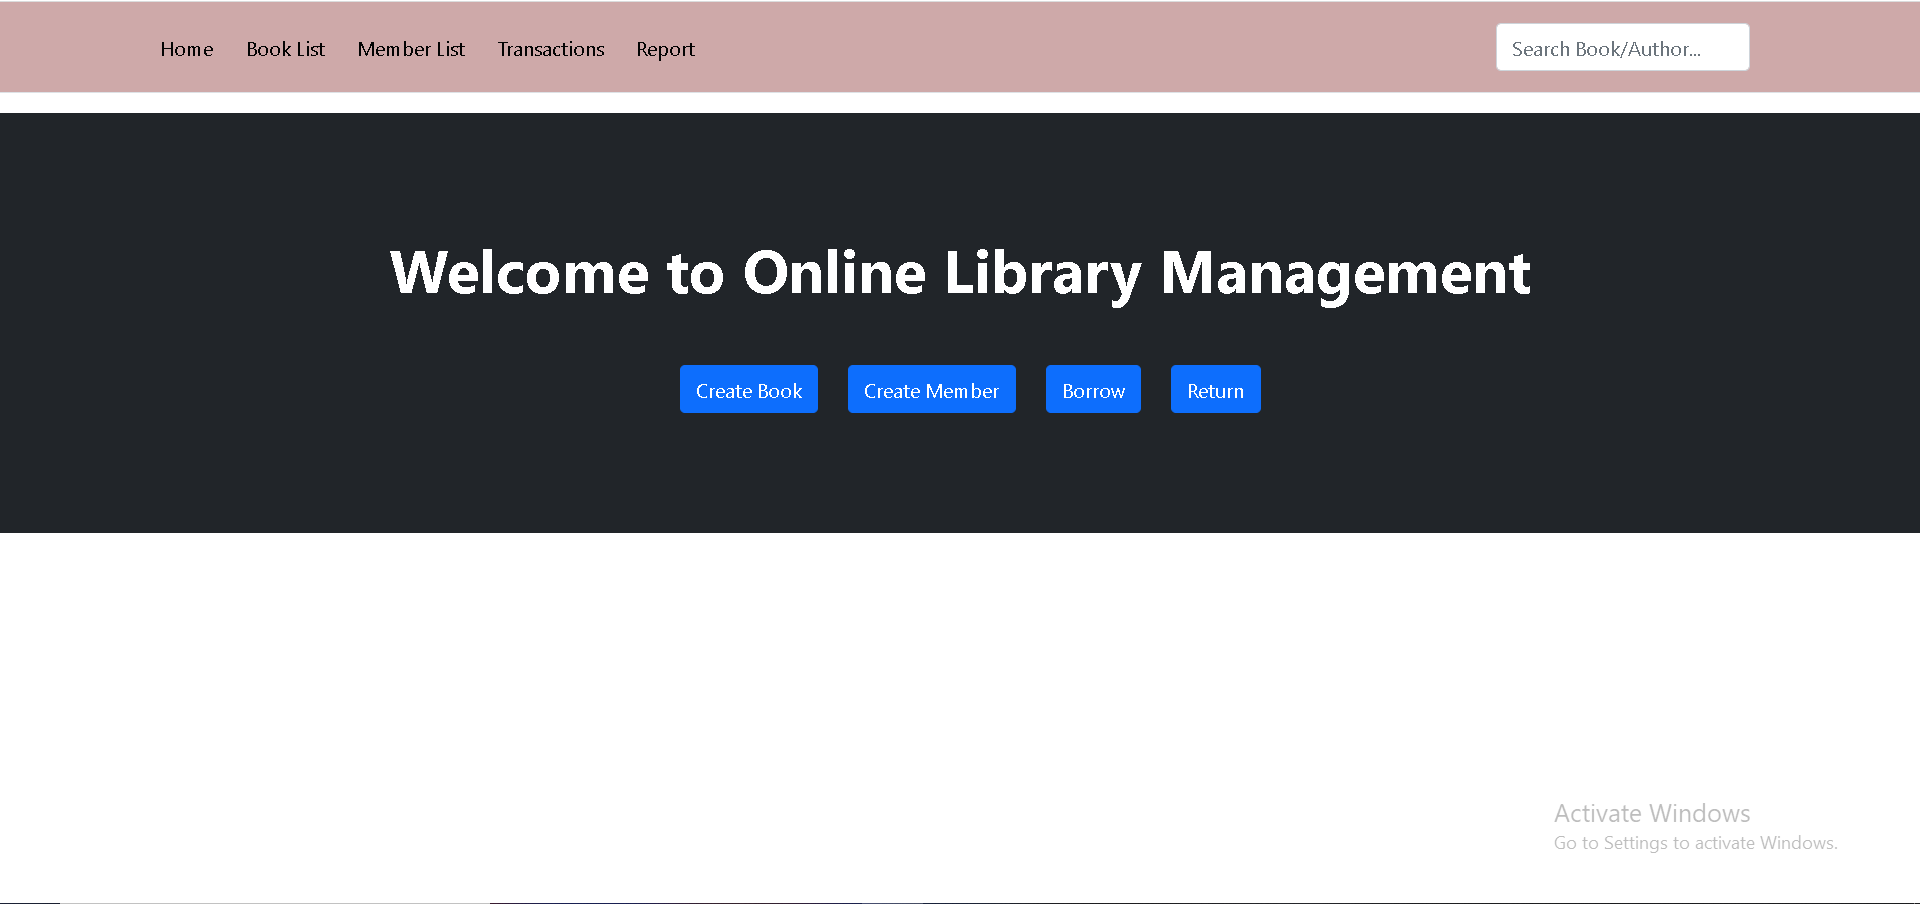 Home Book List Member List Transactions Report Search Book/Author...
Welcome to Online Library Management
Create Book Create Member Borrow Return
Activate Windows
Go to Settings to activate Windows.